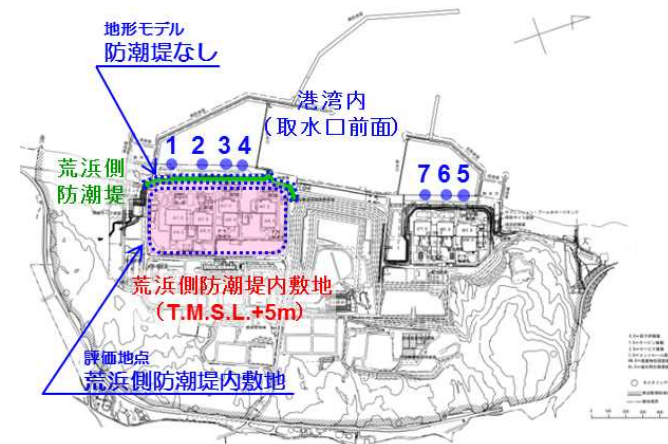 地形モデル
防潮堤なし
港湾内
(取水口前面)
1 2 3 4
7 6 5
荒浜側
防潮堤
荒浜側防潮堤内敷地
(T.M.S.L.+5m)
評価地点
荒浜側防潮堤内敷地